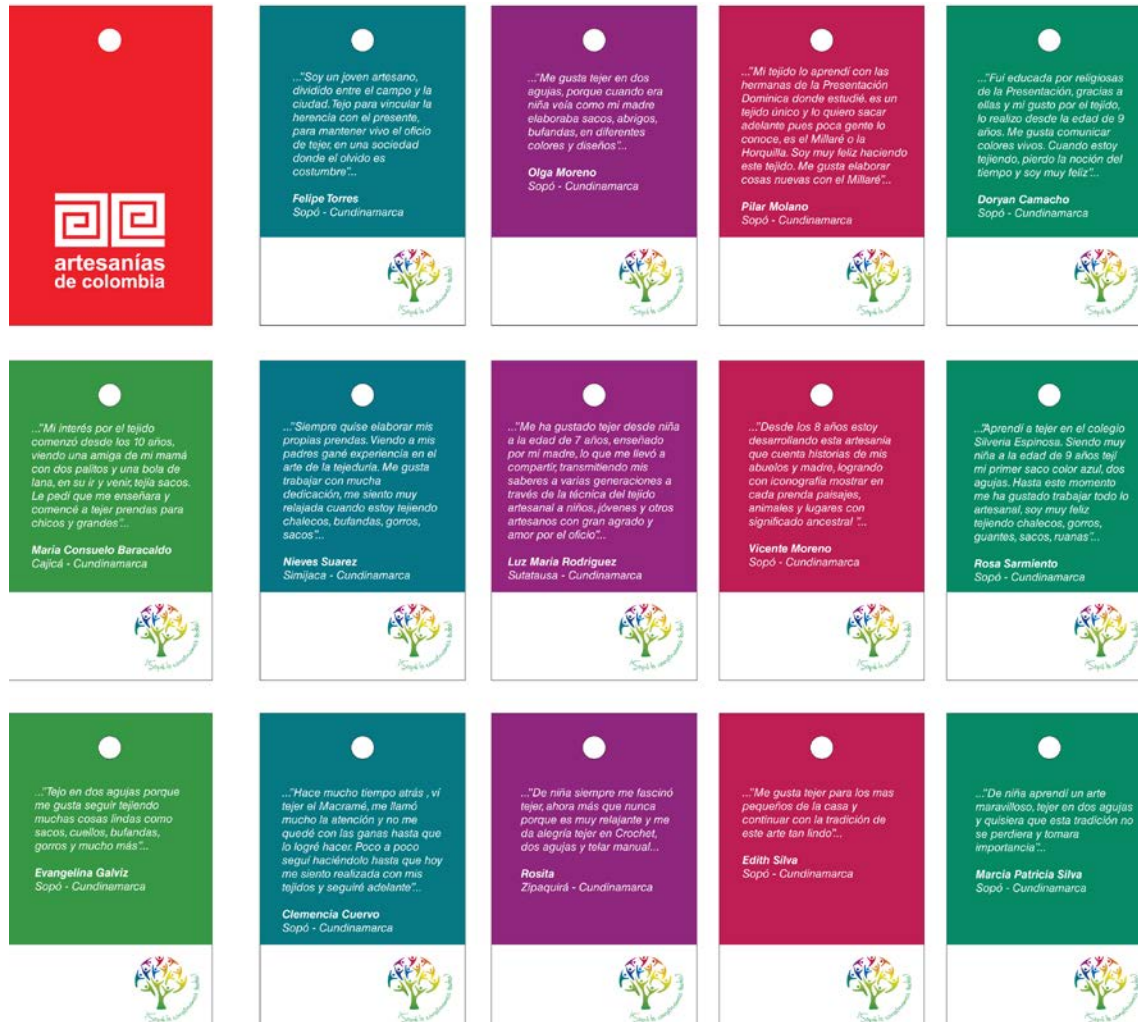 artesanías
de colombia
..."Soy un joven artesano,
dividido entre el campo y la
ciudad. Tejo para vincular la
herencia con el presente,
para mantener vivo el oficio
de tejer, en una sociedad
donde el olvido es
costumbre"...
Felipe Torres
Sopó - Cundinamarca
..."Me gusta tejer en dos
agujas, porque cuando era
niña veía como mi madre
elaboraba sacos, abrigos,
bufandas, en diferentes
colores y diseños"...
Olga Moreno
Sopó - Cundinamarca
..."Mi tejido lo aprendí con las
hermanas de la Presentación
Dominica donde estudié. es un
tejido único y lo quiero sacar
adelante pues poca gente lo
conoce, es el Millaré o la
Horquilla. Soy muy feliz haciendo
este tejido. Me gusta elaborar
cosas nuevas con el Millaré"...
Pilar Molano
Sopó - Cundinamarca
..."Fuí educada por religiosas
de la Presentación, gracias a
ellas y mi gusto por el tejido,
lo realizo desde la edad de 9
años. Me gusta comunicar
colores vivos. Cuando estoy
tejiendo, pierdo la noción del
tiempo y soy muy feliz"...
Doryan Camacho
Sopó - Cundinamarca
..."Mi interés por el tejido
comenzó desde los 10 años,
viendo una amiga de mi mamá
con dos palitos y una bola de
lana, en su ir y venir, tejía sacos.
Le pedí que me enseñara y
comencé a tejer prendas para
chicos y grandes"...
María Consuelo Baracaldo
Cajicá - Cundinamarca
..."Siempre quise elaborar mis
propias prendas. Viendo a mis
padres gané experiencia en el
arte de la tejeduría. Me gusta
trabajar con mucha
dedicación, me siento muy
relajada cuando estoy tejiendo
chalecos, bufandas, gorros,
sacos"...
Nieves Suarez
Simijaca - Cundinamarca
..."Me ha gustado tejer desde niña
a la edad de 7 años, enseñado
por mi madre, lo que me llevó a
compartir, transmitiendo mis
saberes a varias generaciones a
través de la técnica del tejido
artesanal a niños, jóvenes y otros
artesanos con gran agrado y
amor por el oficio"...
Luz María Rodríguez
Sutatausa - Cundinamarca
..."Desde los 8 años estoy
desarrollando esta artesanía
que cuenta historias de mis
abuelos y madre, logrando
con iconografía mostrar en
cada prenda paisajes,
animales y lugares con
significado ancestral "...
Vicente Moreno
Sopó - Cundinamarca
..."Aprendí a tejer en el colegio
Silveria Espinosa. Siendo muy
niña a la edad de 9 años tejí
mi primer saco color azul, dos
agujas. Hasta este momento
me ha gustado trabajar todo lo
artesanal, soy muy feliz
tejiendo chalecos, gorros,
guantes, sacos, ruanas"...
Rosa Sarmiento
Sopó - Cundinamarca
..."Tejo en dos agujas porque
me gusta seguir tejiendo
muchas cosas lindas como
sacos, cuellos, bufandas,
gorros y mucho más"...
Evangelina Galviz
Sopó - Cundinamarca
..."Hace mucho tiempo atrás , ví
tejer el Macramé, me llamó
mucho la atención y no me
quedé con las ganas hasta que
lo logré hacer. Poco a poco
seguí haciéndolo hasta que hoy
me siento realizada con mis
tejidos y seguiré adelante"...
Clemencia Cuervo
Sopó - Cundinamarca
..."De niña siempre me fascinó
tejer, ahora más que nunca
porque es muy relajante y me
da alegría tejer en Crochet,
dos agujas y telar manual...
Rosita
Zipaquirá - Cundinamarca
..."Me gusta tejer para los mas
pequeños de la casa y
continuar con la tradición de
este arte tan lindo"...
Edith Silva
Sopó - Cundinamarca
..."De niña aprendí un arte
maravilloso, tejer en dos agujas
y quisiera que esta tradición no
se perdiera y tomara
importancia"...
Marcia Patricia Silva
Sopó - Cundinamarca